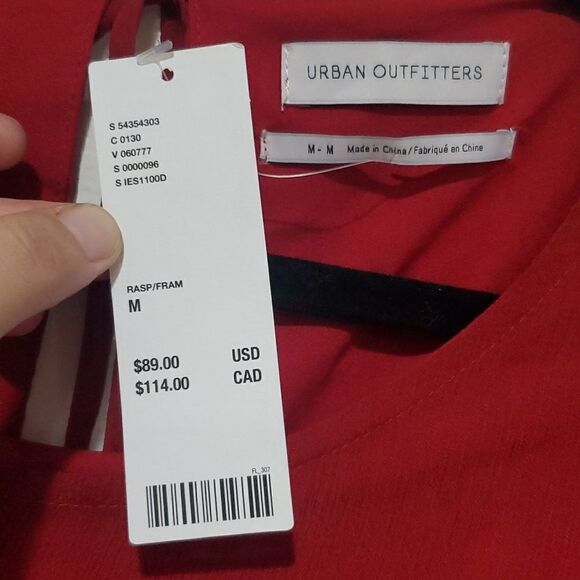 URBAN OUTFITTERS
M - M Made in China / Fabriqué en Chine
S 54354303
C 0130
V 060777
S 0000096
S IES1100D
RASP/FRAM
M
$89.00 USD
$114.00 CAD
FL_307